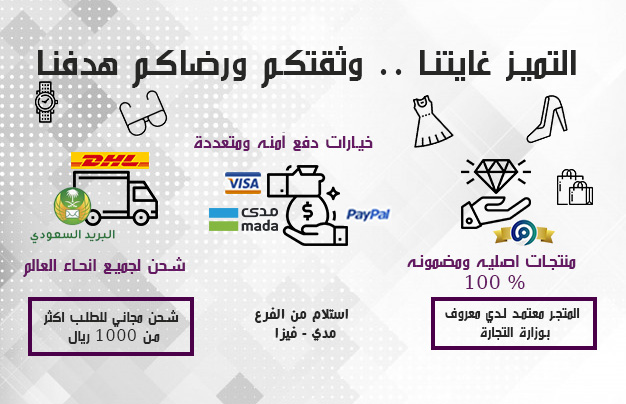 التميز غايتنا .. وثقتكم ورضاكم هدفنا
خيارات دفع آمنه ومتعددة
DHL
VISA
مدى
mada
PayPal
البريد السعودي
منتجات اصليه ومضمونه
100 %
شحن لجميع انحاء العالم
المتجر معتمد لدي معروف
بوزارة التجارة
استلام من الفرع
مدي - فيزا
شحن مجاني للطلب اكثر
من 1000 ريال